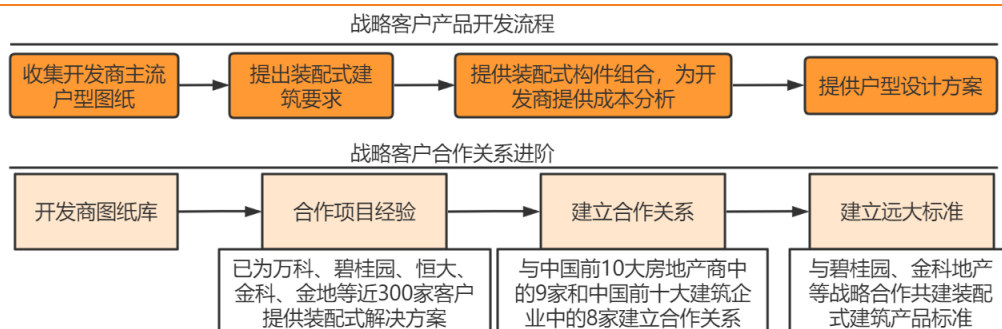 战略客户产品开发流程
收集开发商主流
户型图纸
提出装配式建
筑要求
提供装配式构件组合，为开
发商提供成本分析
提供户型设计方案
战略客户合作关系进阶
开发商图纸库
合作项目经验
建立合作关系
建立远大标准
已为万科、碧桂园、恒大、
金科、金地等近300家客户
提供装配式解决方案
与中国前10大房地产商中
的9家和中国前十大建筑企
业中的8家建立合作关系
与碧桂园、金科地产
等战略合作共建装配
式建筑产品标准